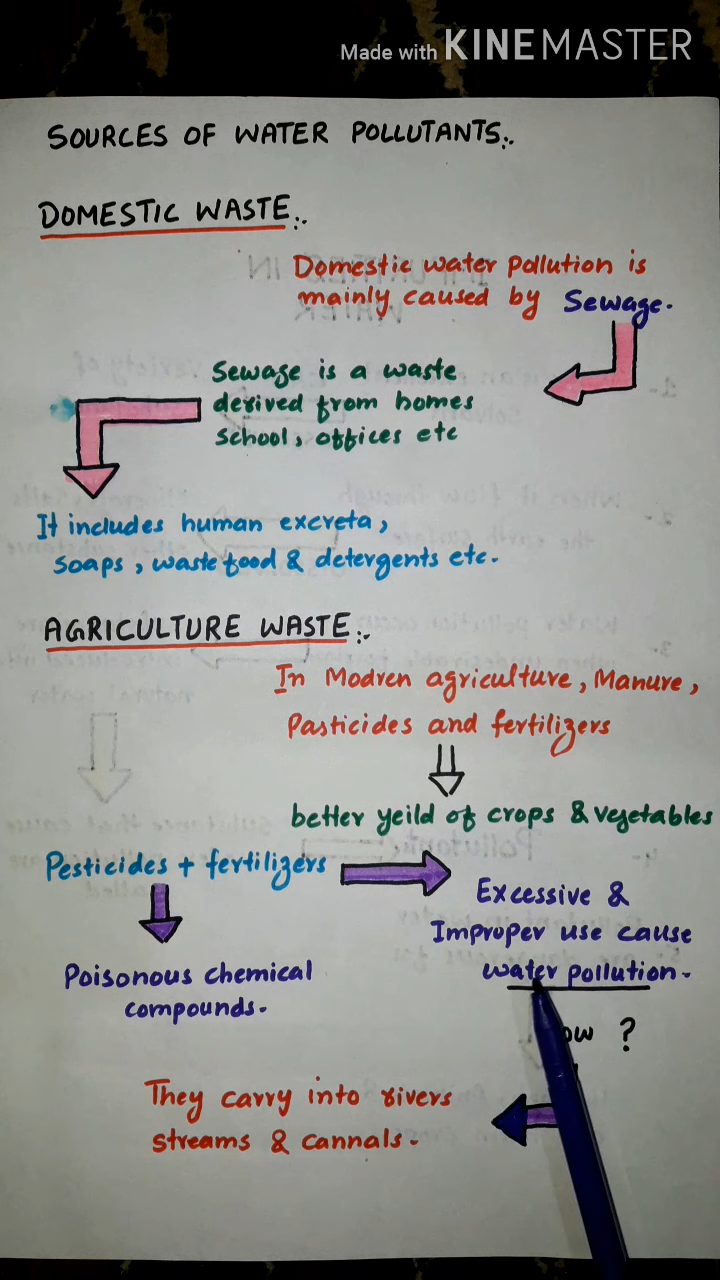 Made with KINEMASTER
SOURCES OF WATER POLLUTANTS:.
DOMESTIC WASTE:.
Domestic water pollution is
mainly caused by Sewage.
Sewage is a waste
derived from homes
School, offices etc
It includes human excreta,
Soaps, waste food & detergents etc.
AGRICULTURE WASTE:.
In Modren agriculture, Manure,
Pasticides and fertilizers
better yeild of crops & vegetables
Pesticides + fertilizers
Excessive &
Improper use cause
water pollution.
Poisonous chemical
compounds.
ow ?
They carry into rivers
streams & cannals.